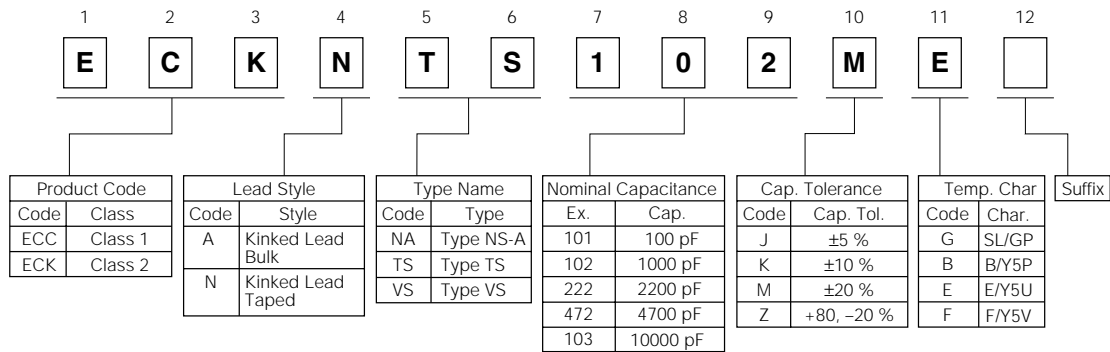 1 2 3 4 5 6 7 8 9 10 11 12
E C K N T S 1 0 2 M E
Product Code
Code Class
ECC Class 1
ECK Class 2
Lead Style
Code Style
A Kinked Lead
Bulk
N Kinked Lead
Taped
Type Name
Code Type
NA Type NS-A
TS Type TS
VS Type VS
Nominal Capacitance
Ex. Cap.
101 100 pF
102 1000 pF
222 2200 pF
472 4700 pF
103 10000 pF
Cap. Tolerance
Code Cap. Tol.
J ±5 %
K ±10 %
M ±20 %
Z +80, –20 %
Temp. Char
Code Char.
G SL/GP
B B/Y5P
E E/Y5U
F F/Y5V
Suffix